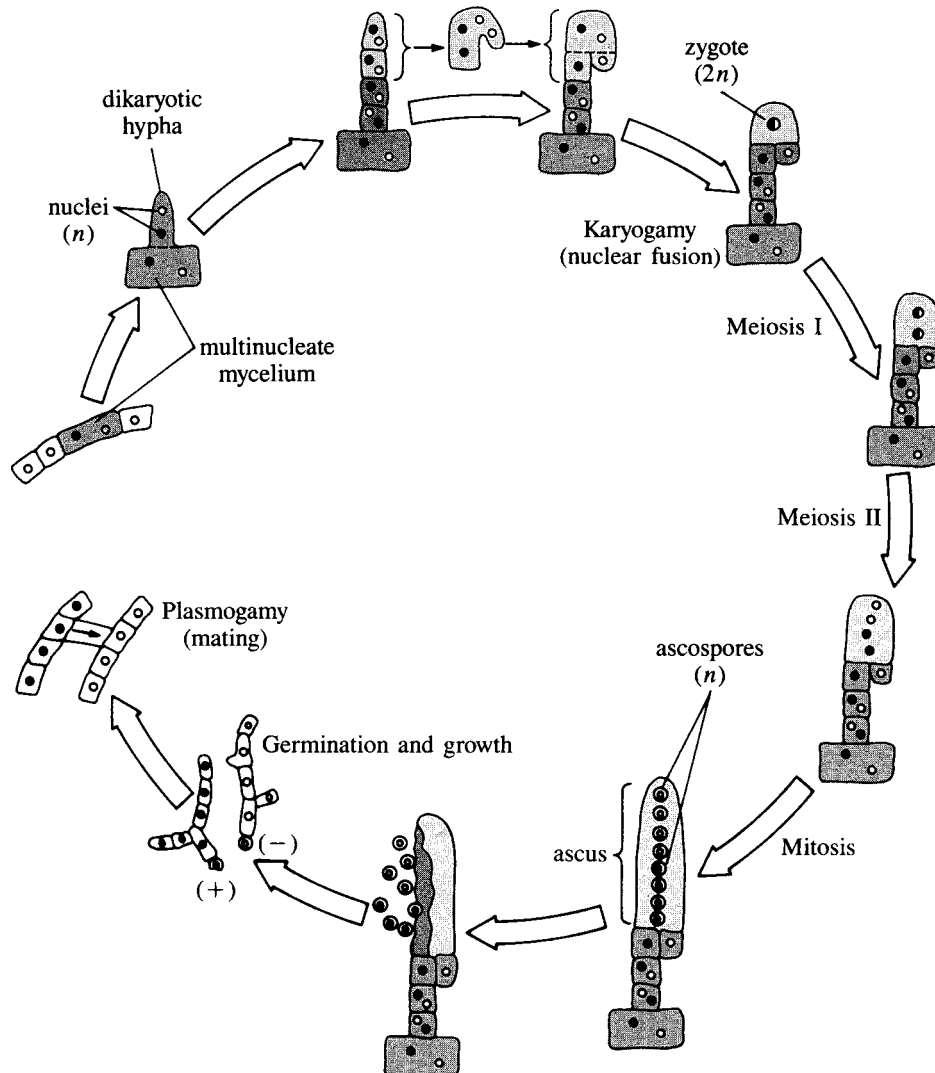 zygote
(2n)
dikaryotic
hypha
nuclei
(n)
Karyogamy
(nuclear fusion)
multinucleate
mycelium
Meiosis I
Meiosis II
Plasmogamy
(mating)
ascospores
(n)
Germination and growth
(−)
(+)
ascus
Mitosis